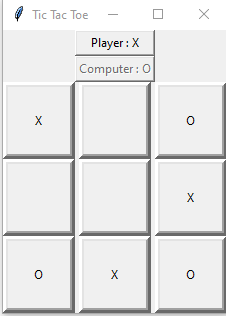 Tic Tac Toe
Player : X
Computer : O
X O
X
O X O